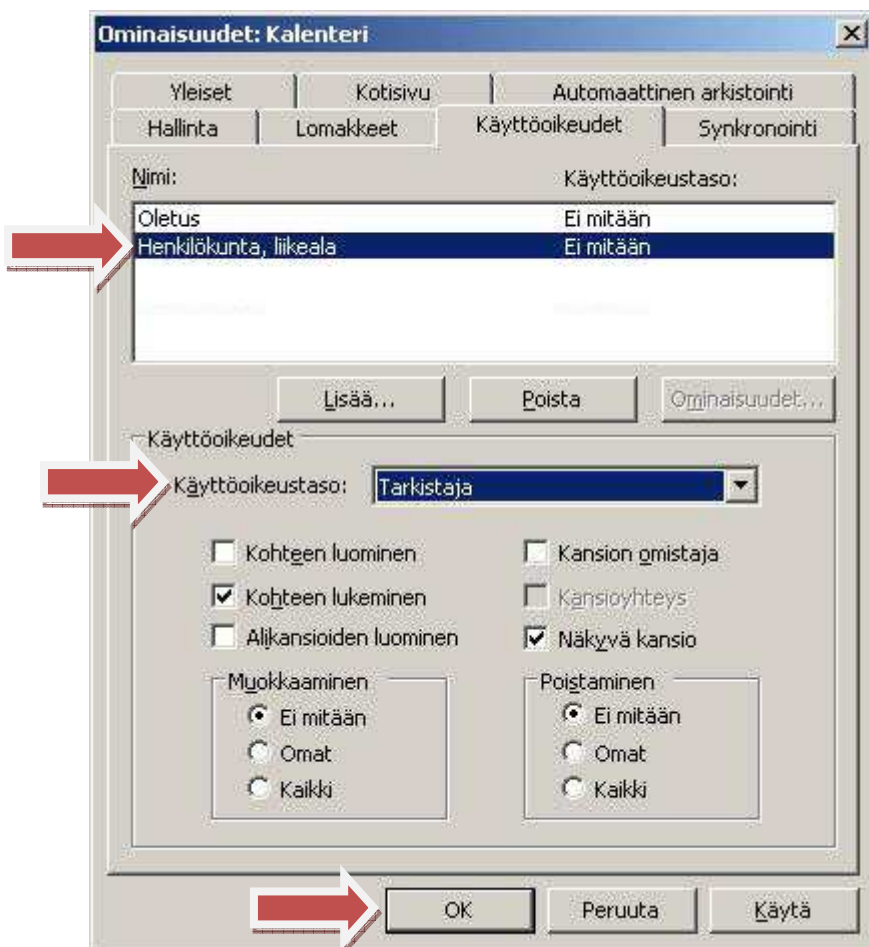 Ominaisuudet: Kalenteri
Yleiset Kotisivu Automaattinen arkistointi
Hallinta Lomakkeet Käyttöoikeudet Synkronointi
Nimi: Käyttöoikeustaso:
Oletus Ei mitään
Henkilökunta, liikeala Ei mitään
Lisää... Poista Ominaisuudet...
Käyttöoikeudet
Käyttöoikeustaso: Tarkistaja
Kohteen luominen Kansion omistaja
Kohteen lukeminen Kansioyhteys
Alikansioiden luominen Näkyvä kansio
Muokkaaminen Poistaminen
Ei mitään Ei mitään
Omat Omat
Kaikki Kaikki
OK Peruuta Käytä